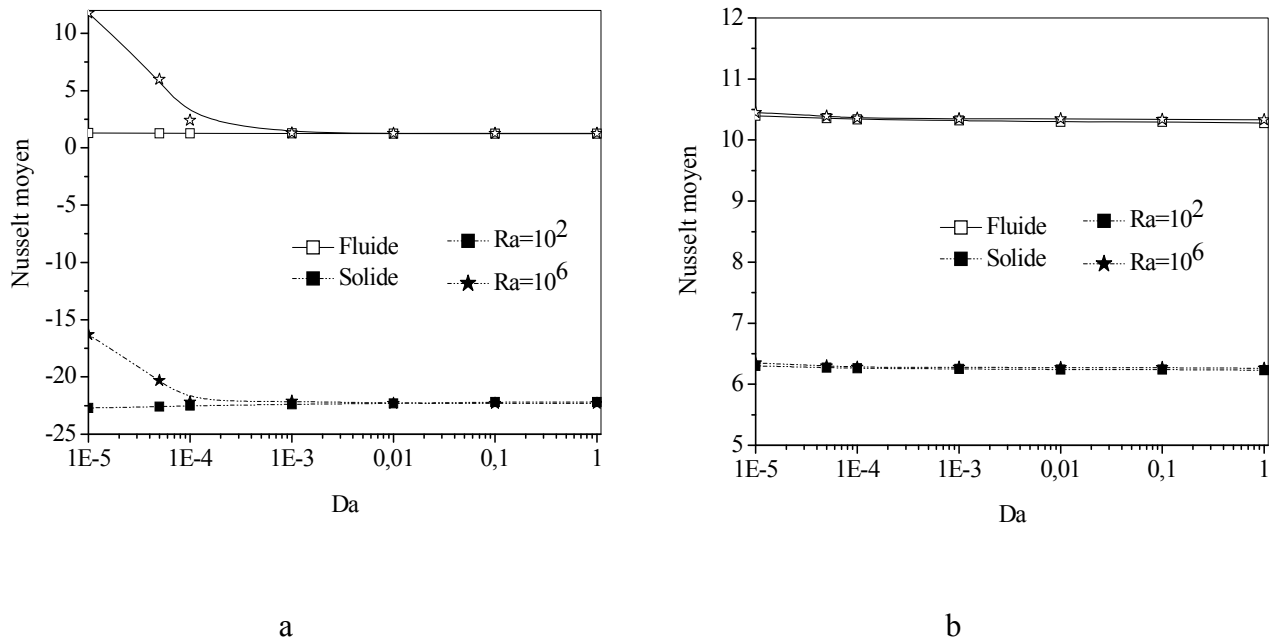 10
5
0
-5
-10
-15
-20
-25
Nusselt moyen
Fluide
Solide
Ra=10²
Ra=10⁶
1E-5 1E-4 1E-3 0,01 0,1 1
Da
a
12
11
10
9
8
7
6
5
Nusselt moyen
Fluide
Solide
Ra=10²
Ra=10⁶
1E-5 1E-4 1E-3 0,01 0,1 1
Da
b